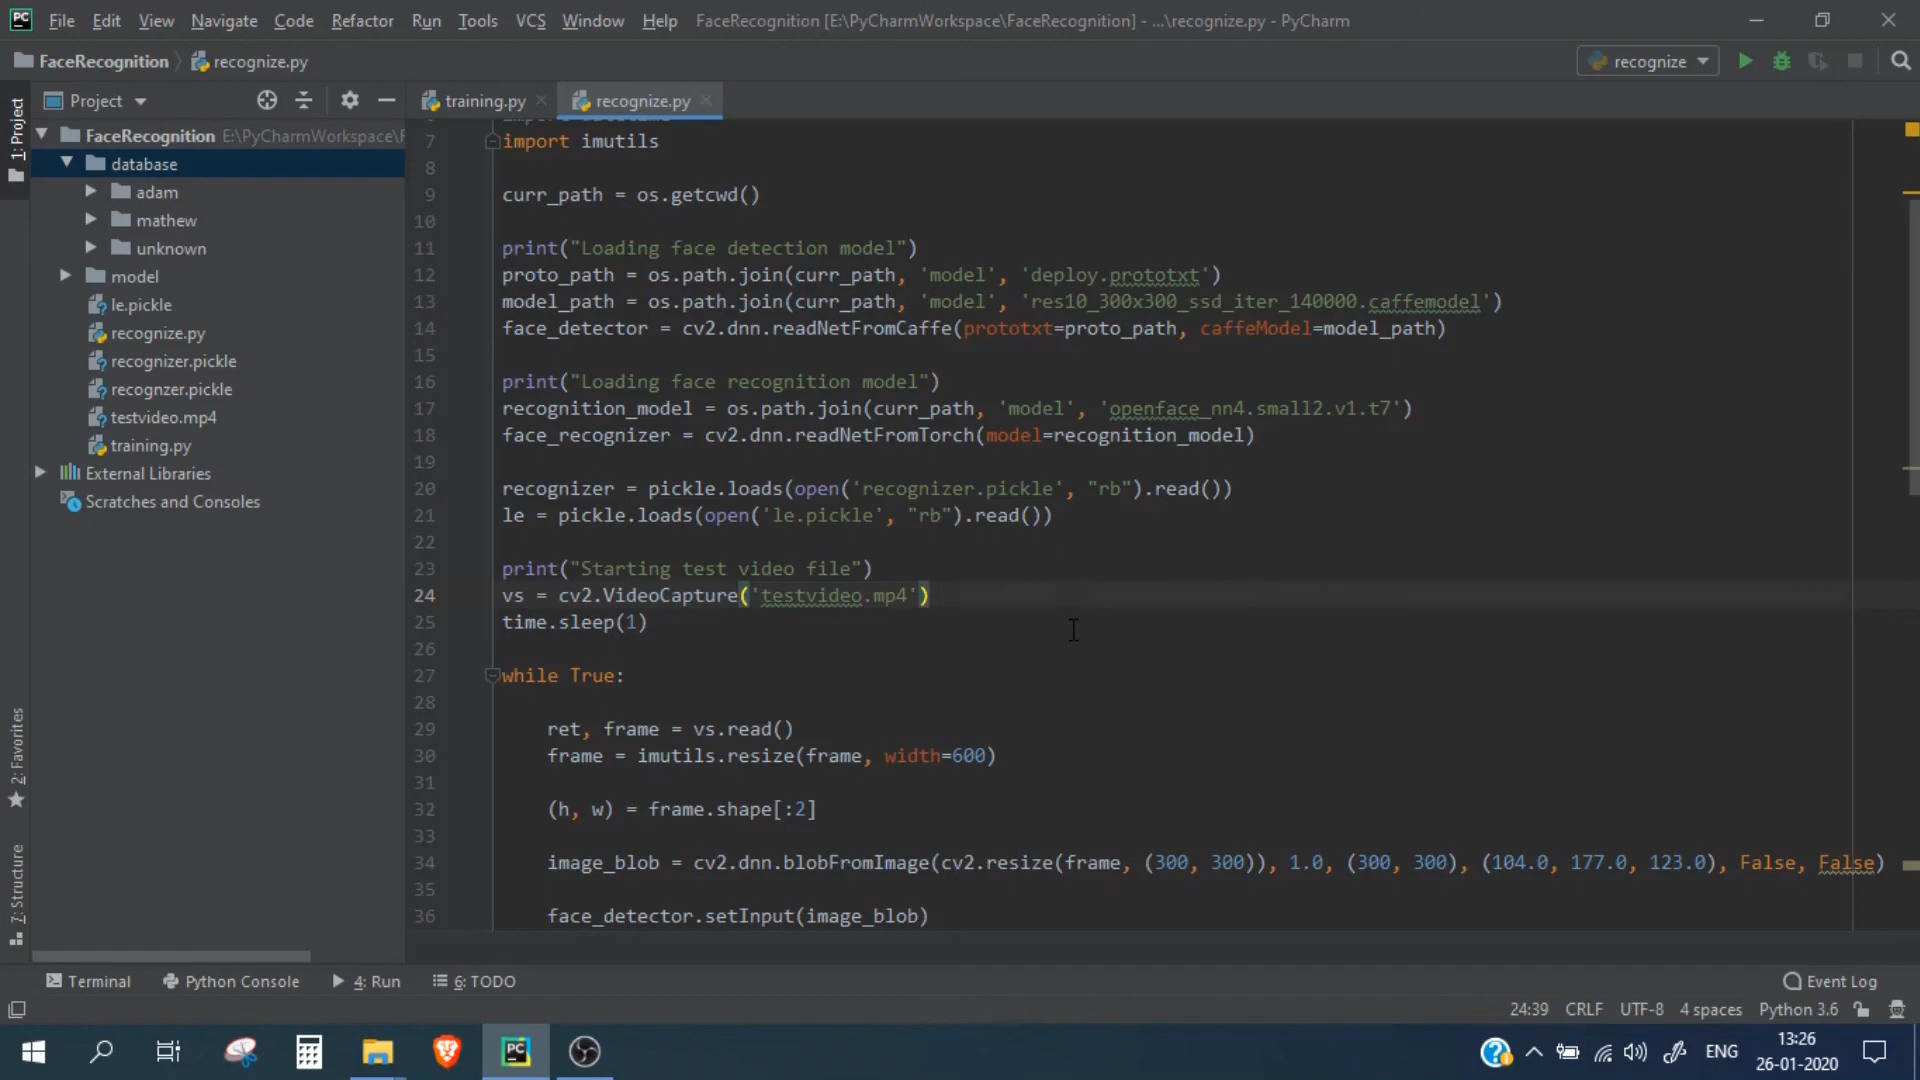 PC File Edit View Navigate Code Refactor Run Tools VCS Window Help FaceRecognition [E:\PyCharmWorkspace\FaceRecognition] - ...\recognize.py - PyCharm
FaceRecognition recognize.py recognize
1: Project
Project
training.py recognize.py
FaceRecognition E:\PyCharmWorkspace\F
database
adam
mathew
unknown
model
le.pickle
recognize.py
recognizer.pickle
recognzer.pickle
testvideo.mp4
training.py
External Libraries
Scratches and Consoles
2: Favorites
7: Structure
7 import imutils
8
9 curr_path = os.getcwd()
10
11 print("Loading face detection model")
12 proto_path = os.path.join(curr_path, 'model', 'deploy.prototxt')
13 model_path = os.path.join(curr_path, 'model', 'res10_300x300_ssd_iter_140000.caffemodel')
14 face_detector = cv2.dnn.readNetFromCaffe(prototxt=proto_path, caffeModel=model_path)
15
16 print("Loading face recognition model")
17 recognition_model = os.path.join(curr_path, 'model', 'openface_nn4.small2.v1.t7')
18 face_recognizer = cv2.dnn.readNetFromTorch(model=recognition_model)
19
20 recognizer = pickle.loads(open('recognizer.pickle', "rb").read())
21 le = pickle.loads(open('le.pickle', "rb").read())
22
23 print("Starting test video file")
24 vs = cv2.VideoCapture('testvideo.mp4')
25 time.sleep(1)
26
27 while True:
28
29 ret, frame = vs.read()
30 frame = imutils.resize(frame, width=600)
31
32 (h, w) = frame.shape[:2]
33
34 image_blob = cv2.dnn.blobFromImage(cv2.resize(frame, (300, 300)), 1.0, (300, 300), (104.0, 177.0, 123.0), False, False)
35
36 face_detector.setInput(image_blob)
Terminal Python Console 4: Run 6: TODO Event Log
24:39 CRLF UTF-8 4 spaces Python 3.6
PC ENG 13:26
26-01-2020